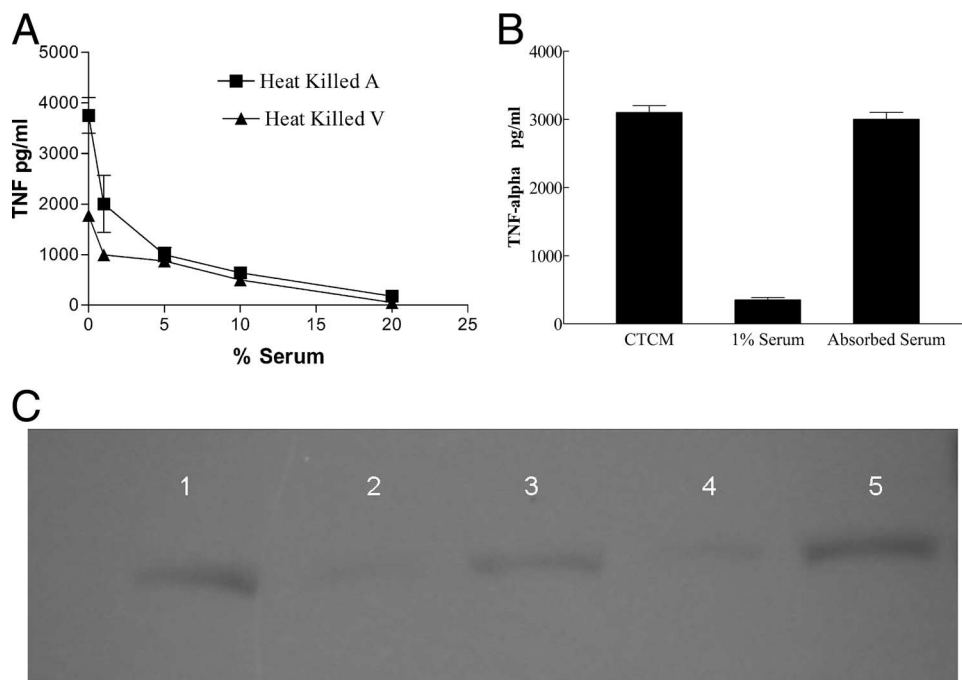 A
5000
4000
3000
2000
1000
0
TNF pg/ml
Heat Killed A
Heat Killed V
0 5 10 15 20 25
% Serum
B
4000
3000
2000
1000
0
TNF-alpha pg/ml
CTCM 1% Serum Absorbed Serum
C
1 2 3 4 5